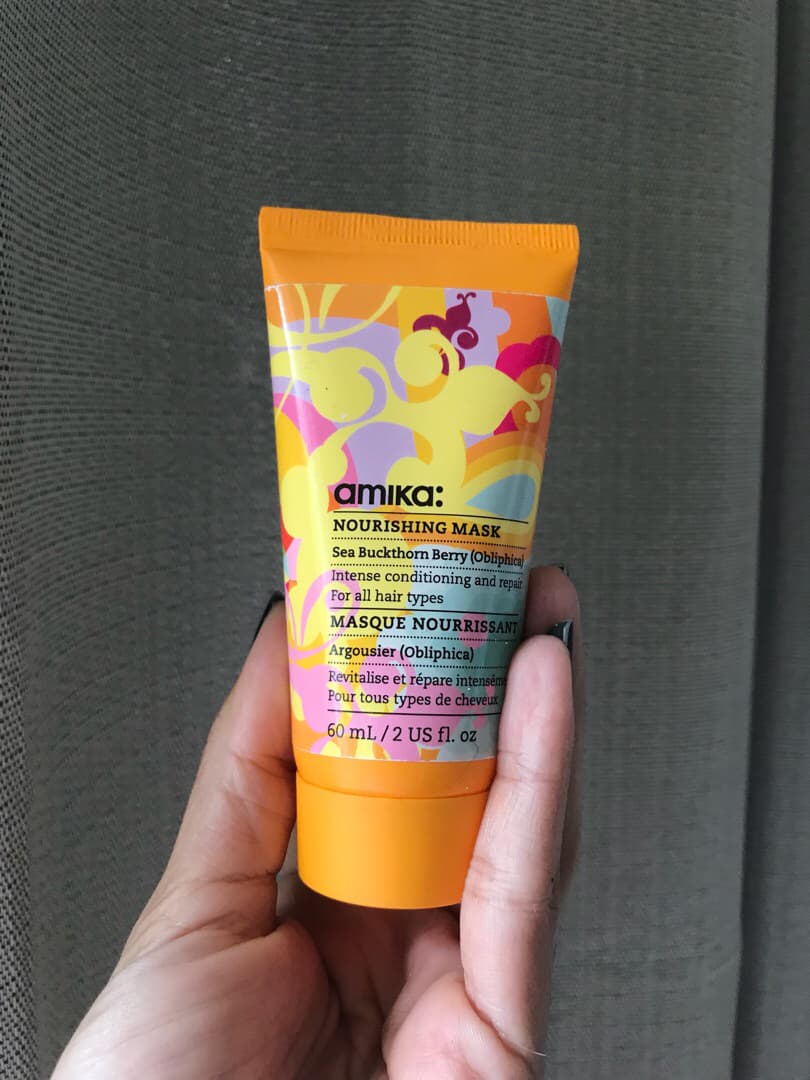 amika:
NOURISHING MASK
Sea Buckthorn Berry (Obliphica)
Intense conditioning and repair
For all hair types
MASQUE NOURRISSANT
Argousier (Obliphica)
Revitalise et répare
Pour tous types de cheveux
60 mL / 2 US fl. oz